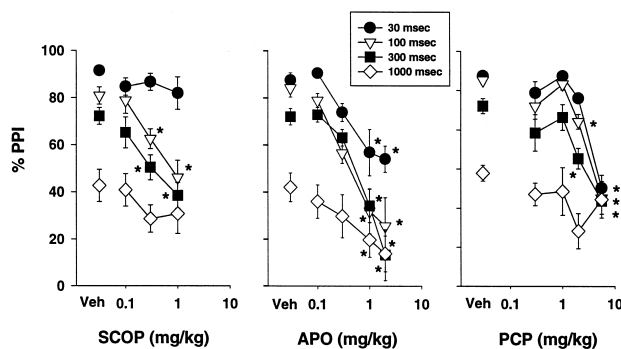 30 msec
100 msec
300 msec
1000 msec
% PPI
100
80
60
40
20
0
* * * *
* *
* *
* * *
* *
* * * *
Veh 0.1 1 10
Veh 0.1 1 10
Veh 0.1 1 10
SCOP (mg/kg)
APO (mg/kg)
PCP (mg/kg)